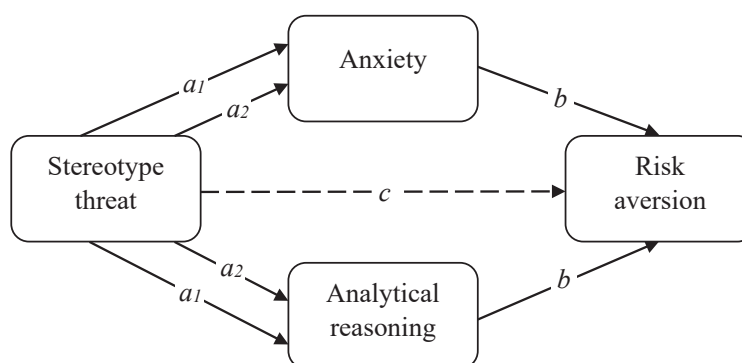 Anxiety
a1
a2
b
Stereotype
threat
c
Risk
aversion
a2
a1
Analytical
reasoning
b